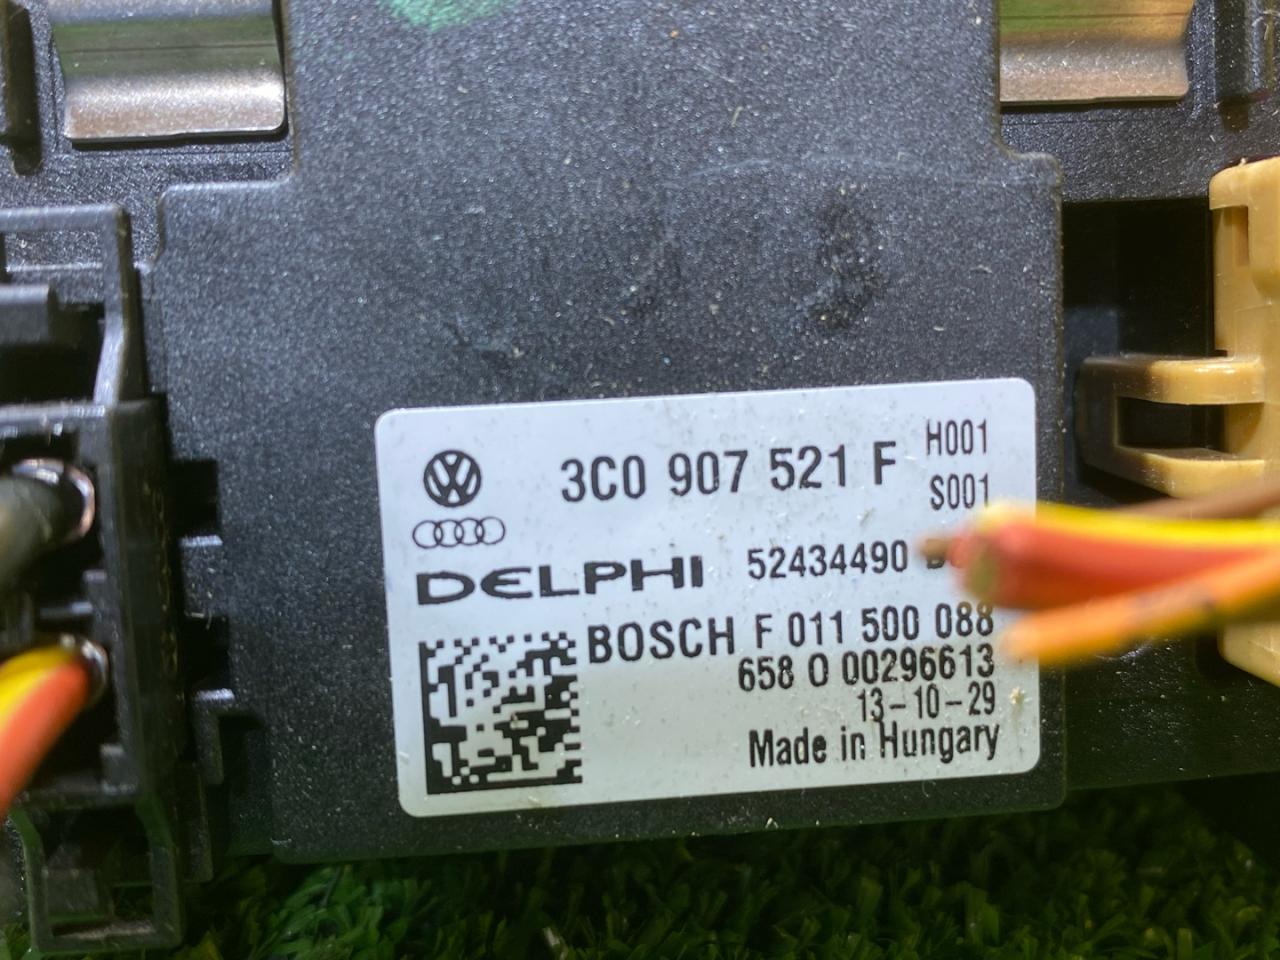 3C0 907 521 F H001
S001
DELPHI 52434490
BOSCH F 011 500 088
658 0 00296613
13-10-29
Made in Hungary